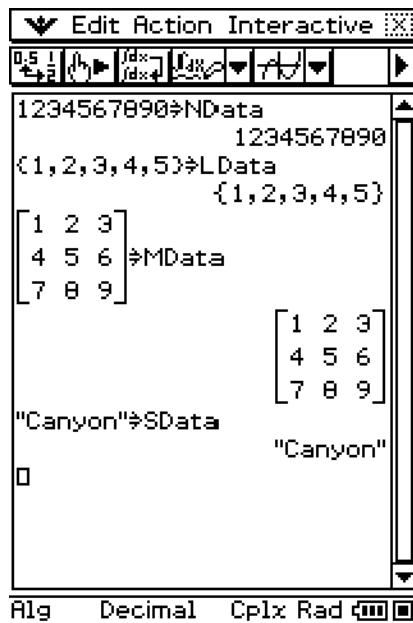 Edit Action Interactive
1234567890⇒NData
1234567890
{1,2,3,4,5}⇒LData
{1,2,3,4,5}
[1 2 3
4 5 6
7 8 9]⇒MData
[1 2 3
4 5 6
7 8 9]
"Canyon"⇒SData
"Canyon"
Alg Decimal Cplx Rad